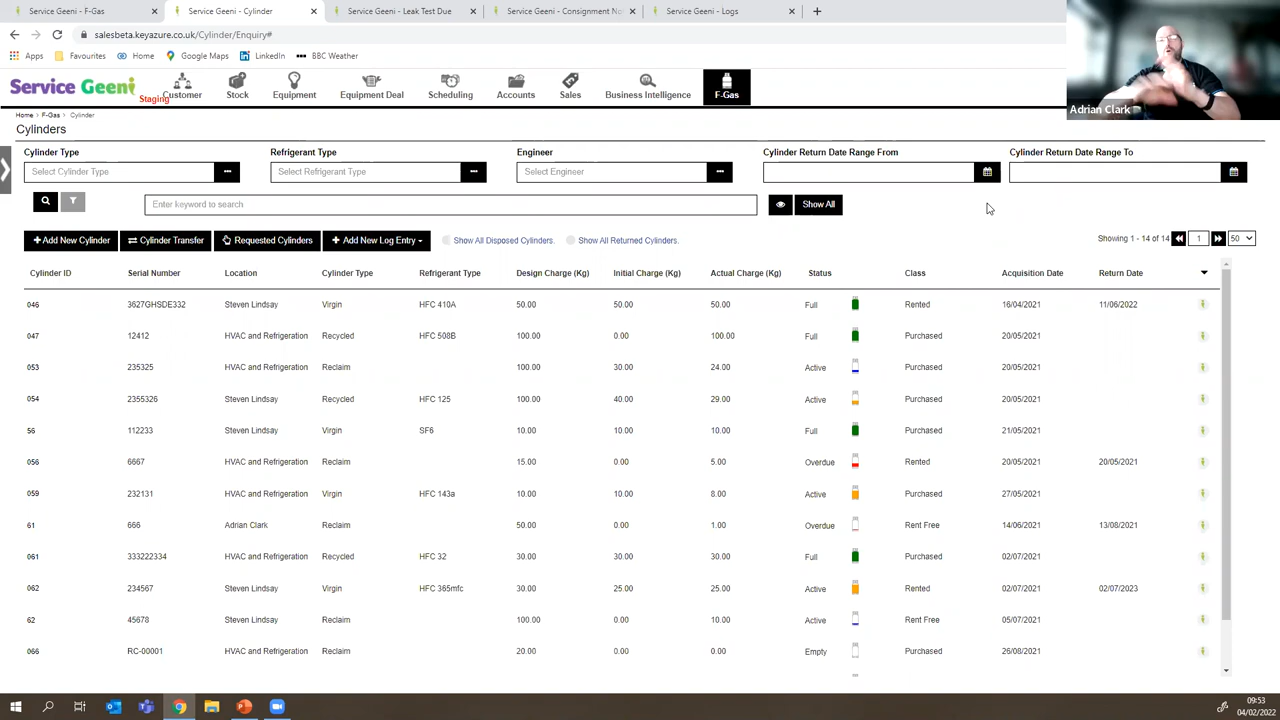 Service Geeni - F-Gas
Service Geeni - Cylinder
Service Geeni - Leak Test Due
Service Geeni - Consignment No
Service Geeni - Logs
salesbeta.keyazure.co.uk/Cylinder/Enquiry#
Apps Favourites Home Google Maps LinkedIn BBC Weather
Service Geeni
Staging
Customer Stock Equipment Equipment Deal Scheduling Accounts Sales Business Intelligence F-Gas
Adrian Clark
Home > F-Gas > Cylinder
Cylinders
Cylinder Type Refrigerant Type Engineer Cylinder Return Date Range From Cylinder Return Date Range To
Select Cylinder Type ••• Select Refrigerant Type ••• Select Engineer •••
Enter keyword to search Show All
+Add New Cylinder Cylinder Transfer Requested Cylinders + Add New Log Entry Show All Disposed Cylinders. Show All Returned Cylinders. Showing 1 - 14 of 14 1 50
Cylinder ID Serial Number Location Cylinder Type Refrigerant Type Design Charge (Kg) Initial Charge (Kg) Actual Charge (Kg) Status Class Acquisition Date Return Date
046 3627GHSDE332 Steven Lindsay Virgin HFC 410A 50.00 50.00 50.00 Full Rented 16/04/2021 11/06/2022
047 12412 HVAC and Refrigeration Recycled HFC 508B 100.00 0.00 100.00 Full Purchased 20/05/2021
053 235325 HVAC and Refrigeration Reclaim 100.00 30.00 24.00 Active Purchased 20/05/2021
054 2355326 Steven Lindsay Recycled HFC 125 100.00 40.00 29.00 Active Purchased 20/05/2021
56 112233 Steven Lindsay Virgin SF6 10.00 10.00 10.00 Full Purchased 21/05/2021
056 6667 HVAC and Refrigeration Reclaim 15.00 0.00 5.00 Overdue Rented 20/05/2021 20/05/2021
059 232131 HVAC and Refrigeration Virgin HFC 143a 10.00 10.00 8.00 Active Purchased 27/05/2021
61 666 Adrian Clark Reclaim 50.00 0.00 1.00 Overdue Rent Free 14/06/2021 13/08/2021
061 333222334 HVAC and Refrigeration Recycled HFC 32 30.00 30.00 30.00 Full Purchased 02/07/2021
062 234567 Steven Lindsay Virgin HFC 365mfc 30.00 25.00 25.00 Active Rented 02/07/2021 02/07/2023
62 45678 Steven Lindsay Reclaim 100.00 0.00 10.00 Active Rent Free 05/07/2021
066 RC-00001 HVAC and Refrigeration Reclaim 20.00 0.00 0.00 Empty Purchased 26/08/2021
09:53
04/02/2022